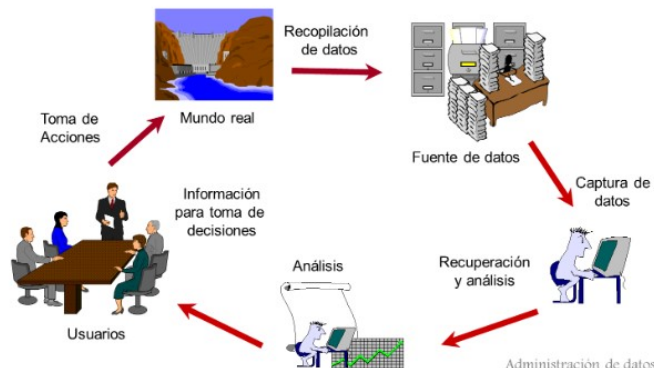 Recopilación
de datos
Toma de
Acciones
Mundo real
Fuente de datos
Captura de
datos
Información
para toma de
decisiones
Recuperación
y análisis
Análisis
Usuarios
Administración de datos